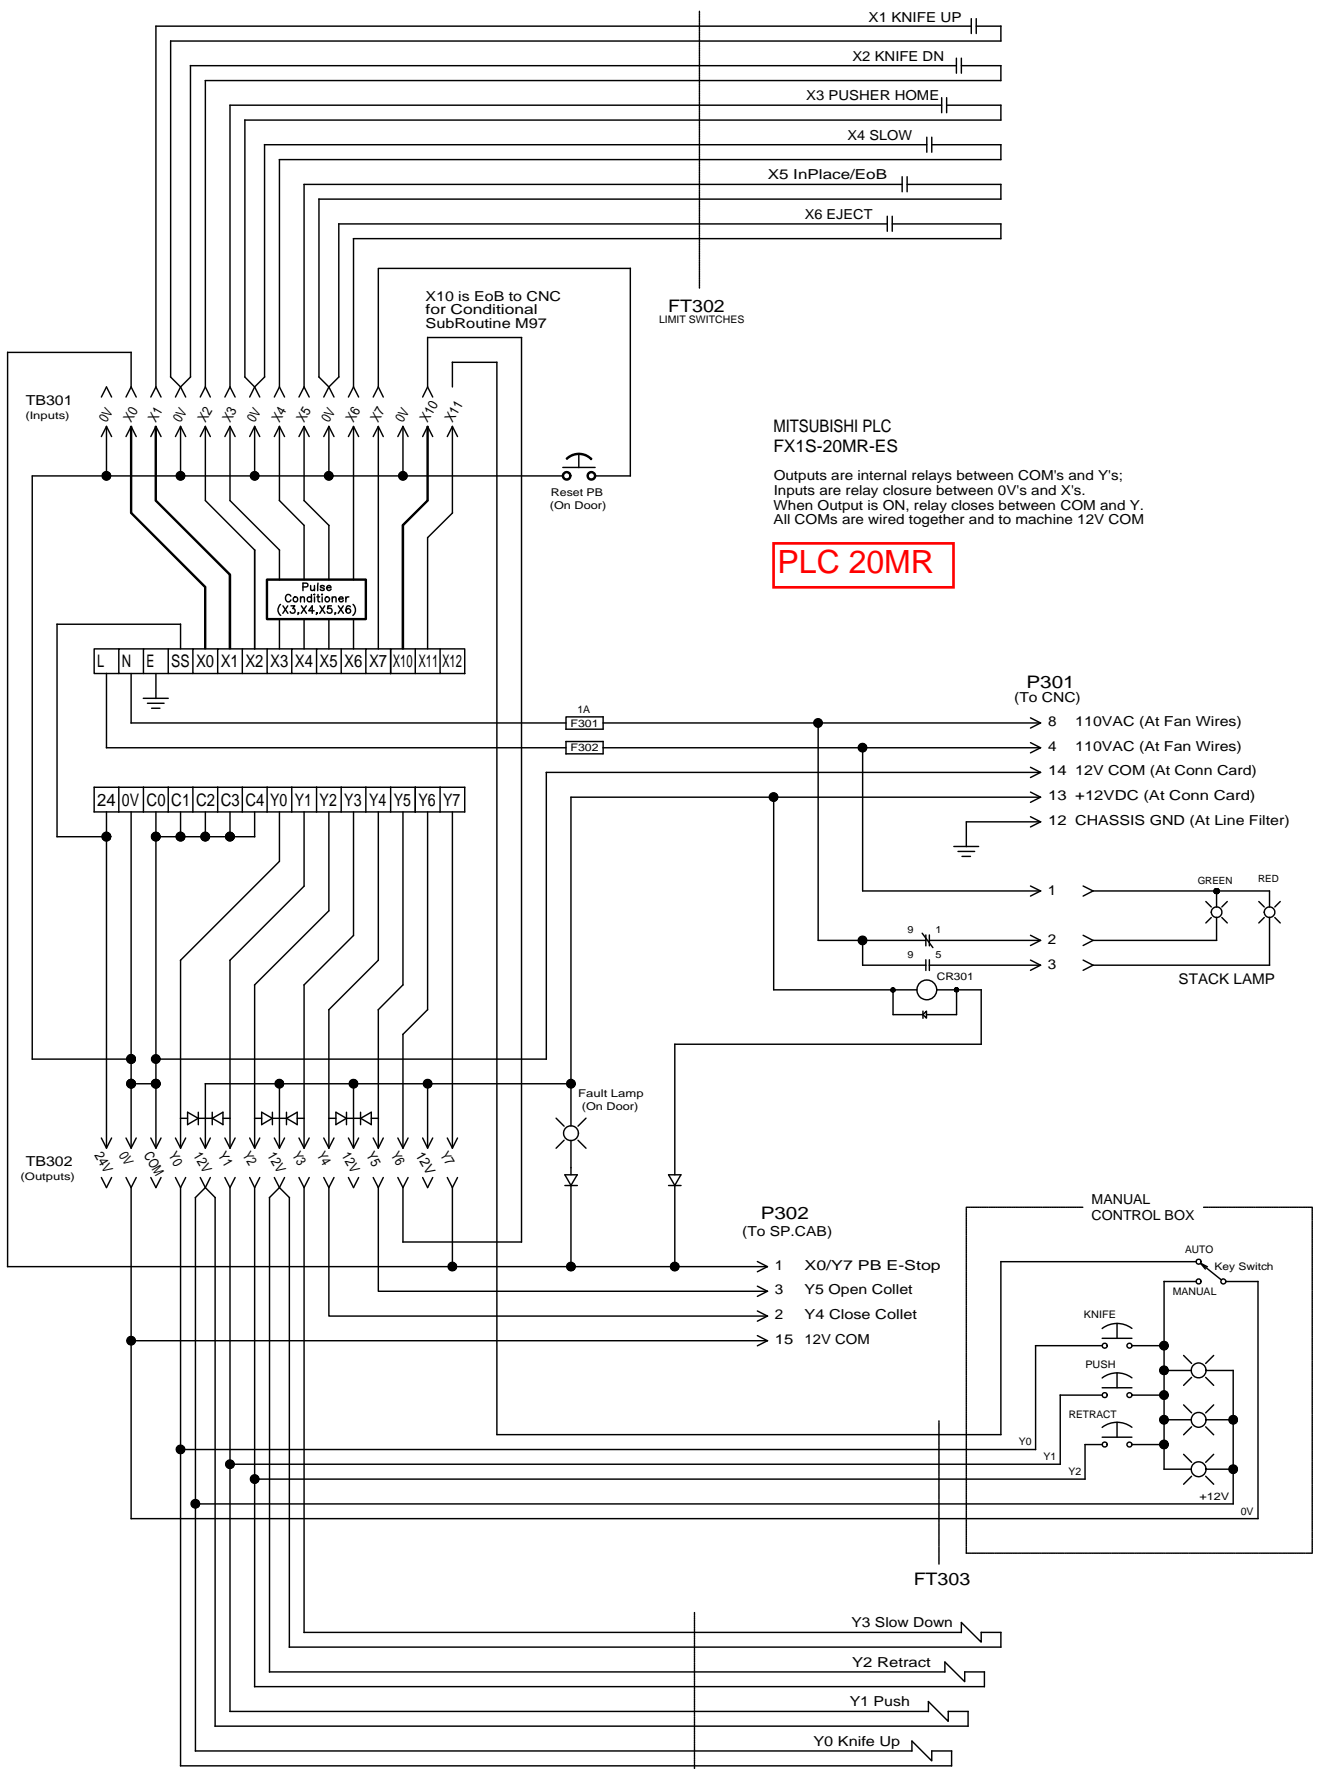 X1 KNIFE UP
X2 KNIFE DN
X3 PUSHER HOME
X4 SLOW
X5 InPlace/EoB
X6 EJECT
FT302
LIMIT SWITCHES
X10 is EoB to CNC
for Conditional
SubRoutine M97
TB301
(Inputs)
0V X0 X1 0V X2 X3 0V X4 X5 0V X6 X7 0V X10 X11
Reset PB
(On Door)
MITSUBISHI PLC
FX1S-20MR-ES
Outputs are internal relays between COM's and Y's;
Inputs are relay closure between 0V's and X's.
When Output is ON, relay closes between COM and Y.
All COMs are wired together and to machine 12V COM
PLC 20MR
Pulse
Conditioner
(X3,X4,X5,X6)
L N E SS X0 X1 X2 X3 X4 X5 X6 X7 X10 X11 X12
P301
(To CNC)
1A
F301
8 110VAC (At Fan Wires)
F302
4 110VAC (At Fan Wires)
14 12V COM (At Conn Card)
13 +12VDC (At Conn Card)
12 CHASSIS GND (At Line Filter)
24 0V C0 C1 C2 C3 C4 Y0 Y1 Y2 Y3 Y4 Y5 Y6 Y7
GREEN RED
1
9 1
2
9 5
3
CR301
STACK LAMP
Fault Lamp
(On Door)
TB302
(Outputs)
24V 0V COM Y0 12V Y1 Y2 12V Y3 Y4 12V Y5 Y6 12V Y7
P302
(To SP.CAB)
1 X0/Y7 PB E-Stop
3 Y5 Open Collet
2 Y4 Close Collet
15 12V COM
MANUAL
CONTROL BOX
AUTO
Key Switch
MANUAL
KNIFE
PUSH
RETRACT
Y0
Y1
Y2
+12V
0V
FT303
Y3 Slow Down
Y2 Retract
Y1 Push
Y0 Knife Up